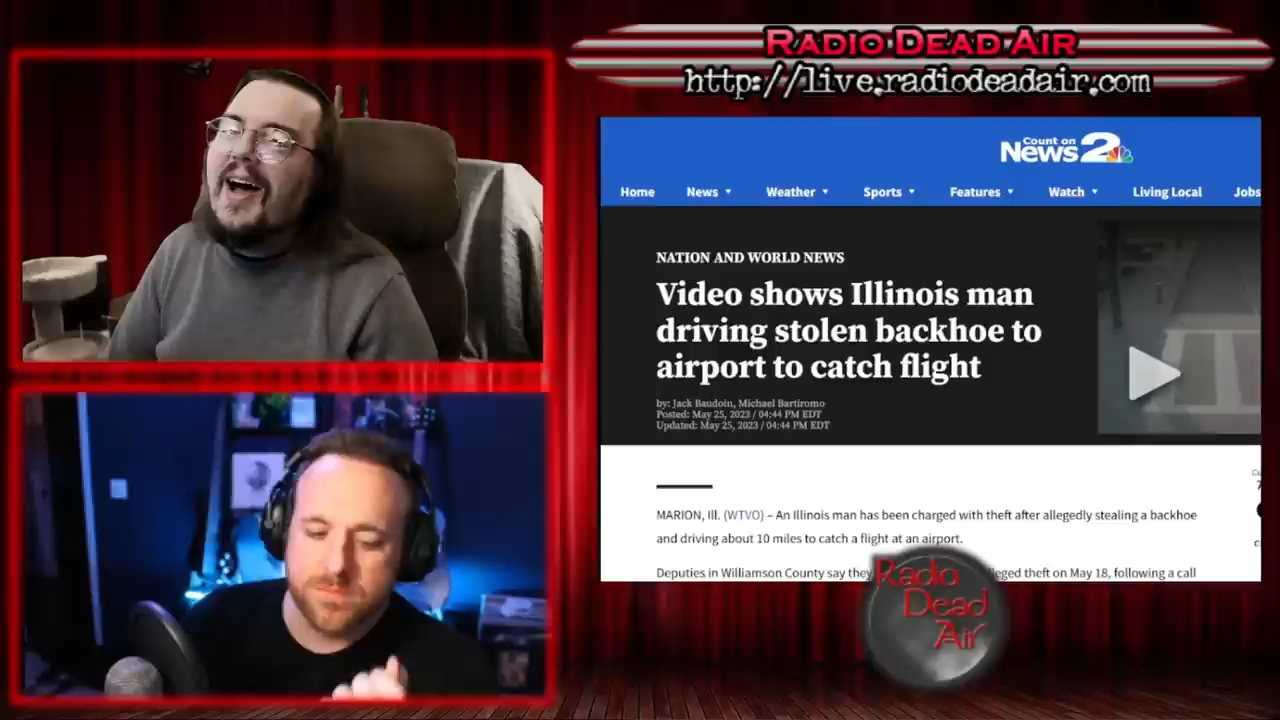 Radio Dead Air
http://live.radiodeadair.com
Count on
News 2
Home News Weather Sports Features Watch Living Local Jobs
NATION AND WORLD NEWS
Video shows Illinois man
driving stolen backhoe to
airport to catch flight
by: Jack Baudoin, Michael Bartiromo
Posted: May 25, 2023 / 04:44 PM EDT
Updated: May 25, 2023 / 04:44 PM EDT
MARION, Ill. (WTVO) – An Illinois man has been charged with theft after allegedly stealing a backhoe
and driving about 10 miles to catch a flight at an airport.
Deputies in Williamson County say they eged theft on May 18, following a call
Radio
Dead
Air